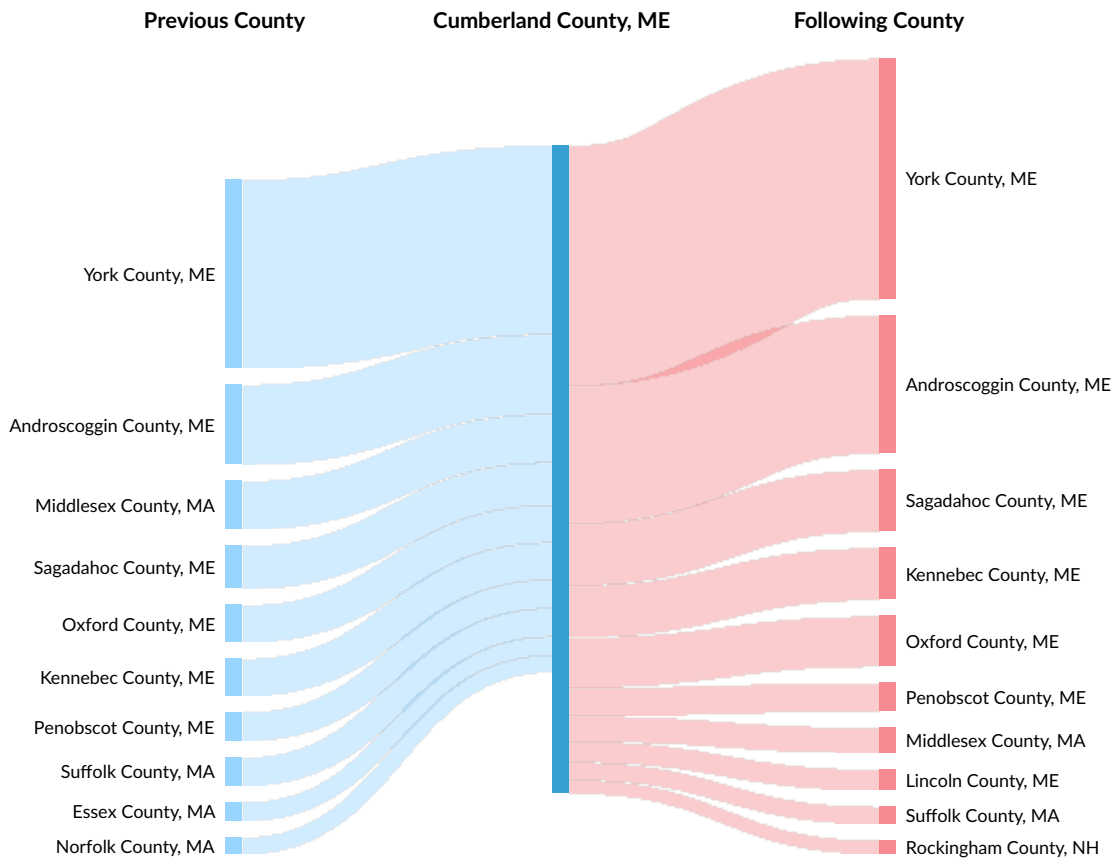 Previous County
Cumberland County, ME
Following County
York County, ME
Androscoggin County, ME
Middlesex County, MA
Sagadahoc County, ME
Oxford County, ME
Kennebec County, ME
Penobscot County, ME
Suffolk County, MA
Essex County, MA
Norfolk County, MA
York County, ME
Androscoggin County, ME
Sagadahoc County, ME
Kennebec County, ME
Oxford County, ME
Penobscot County, ME
Middlesex County, MA
Lincoln County, ME
Suffolk County, MA
Rockingham County, NH